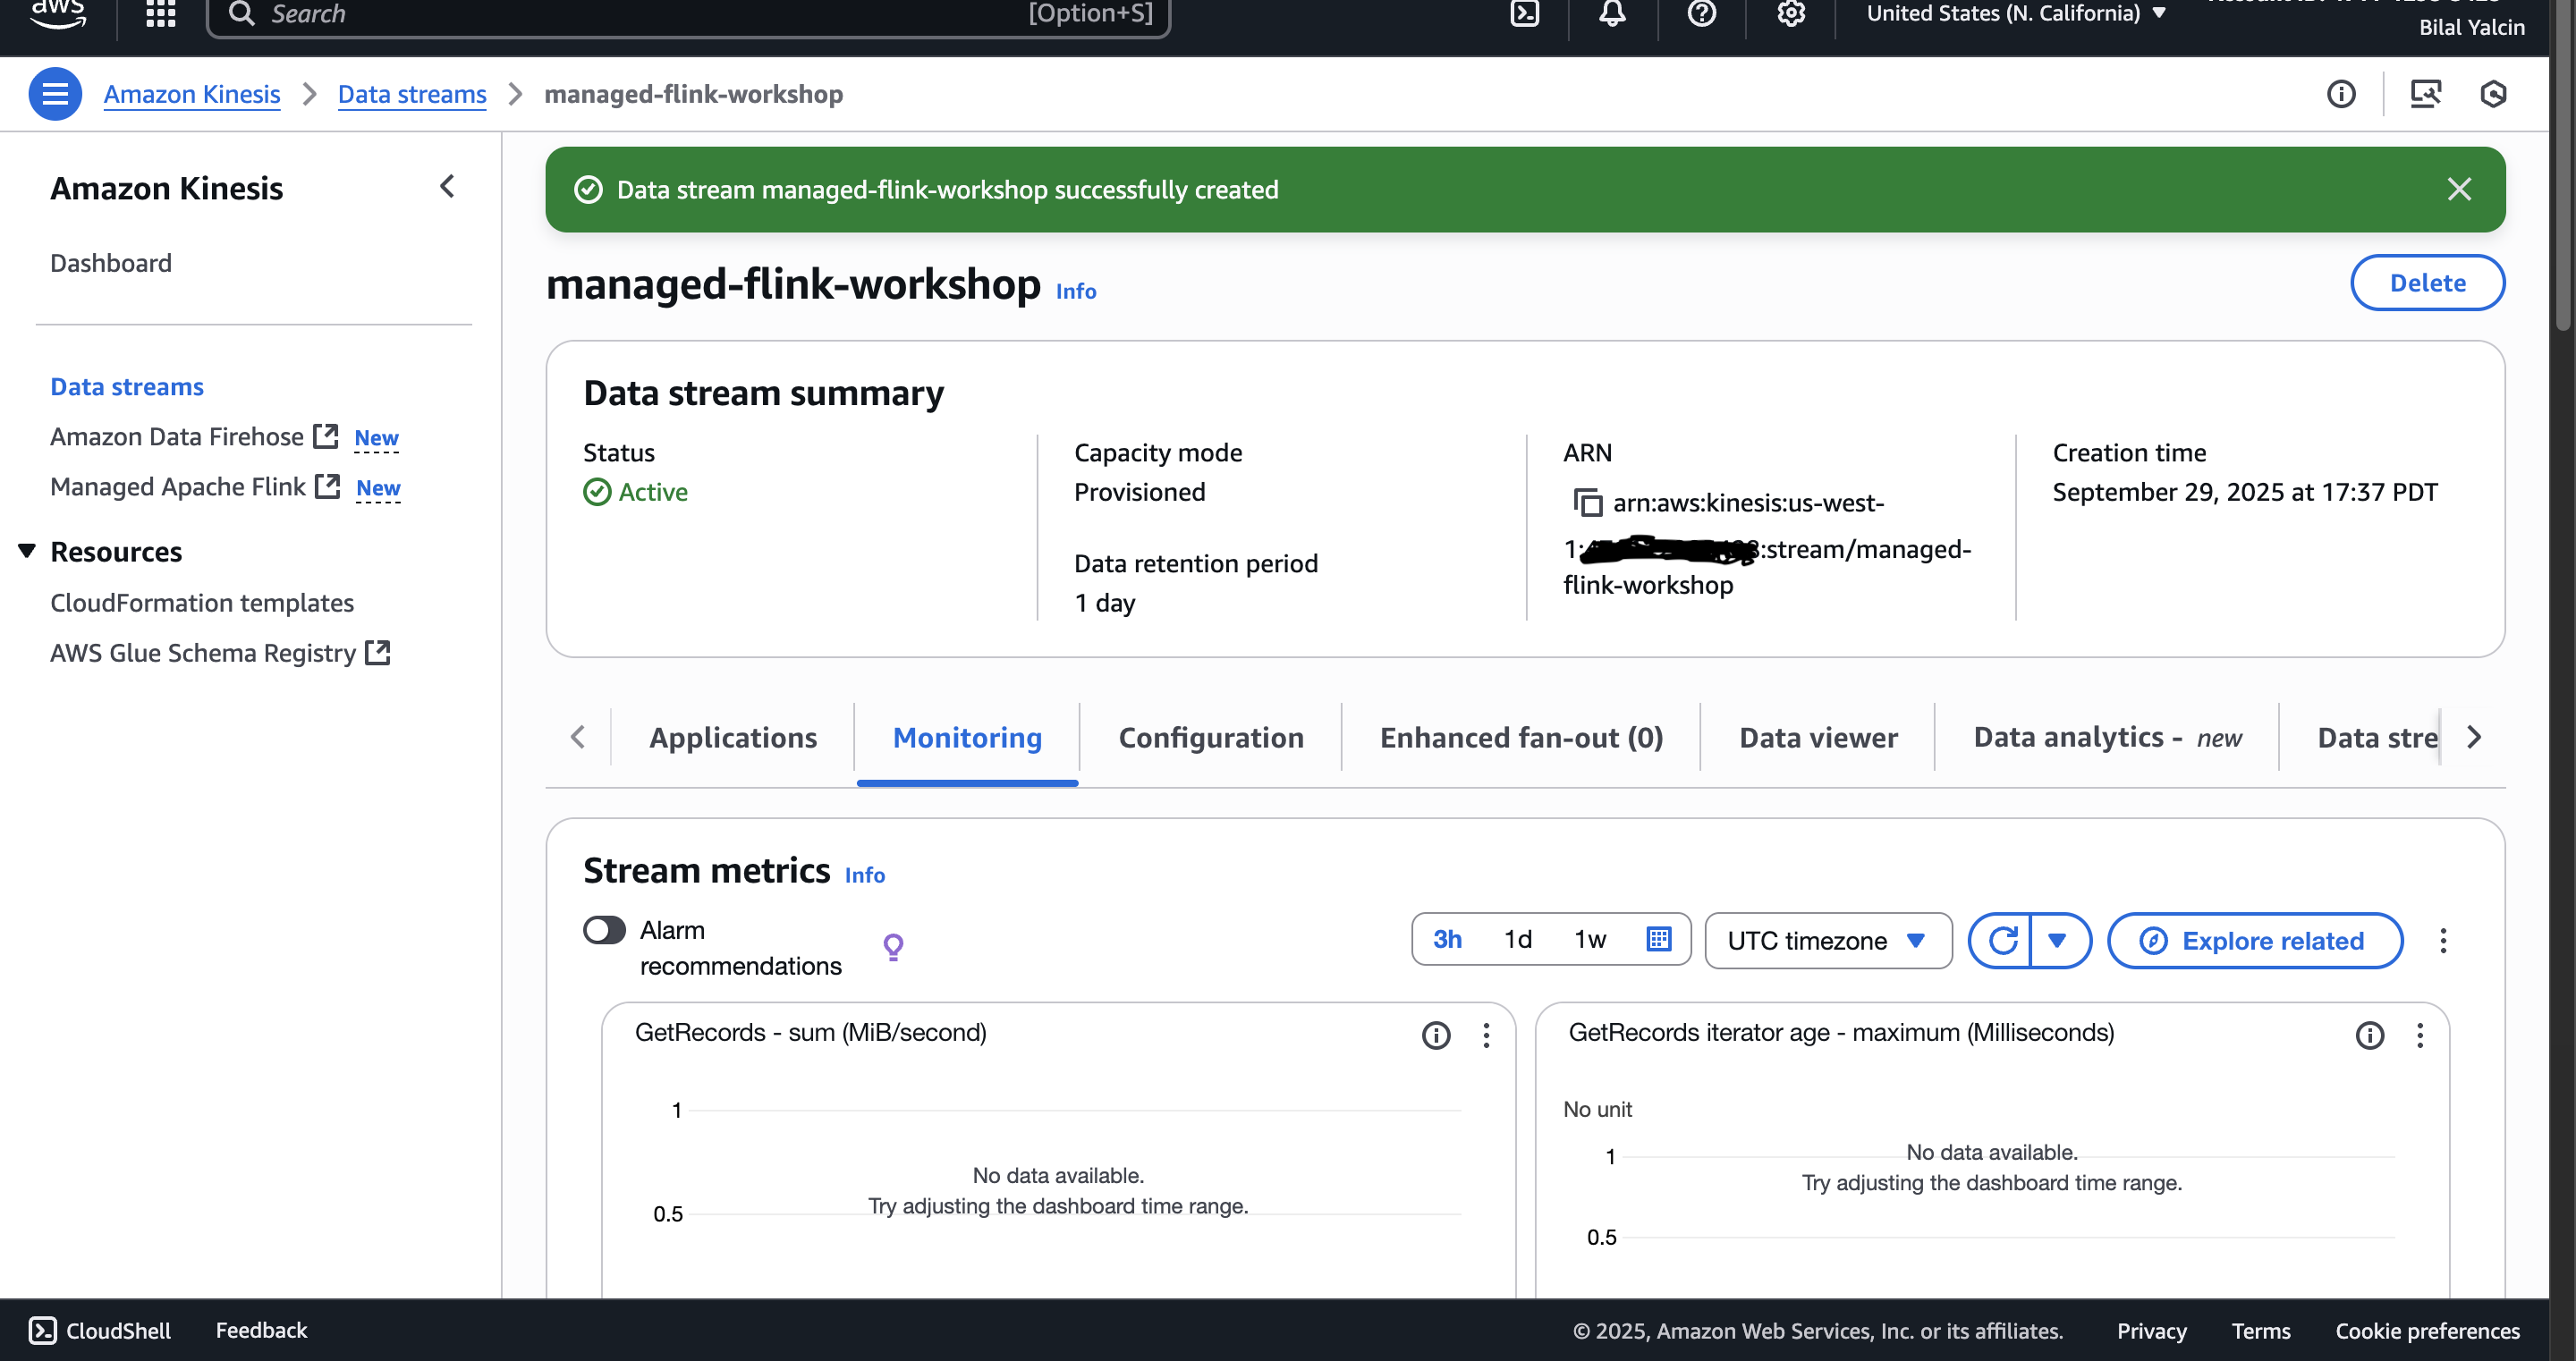 aws
Search [Option+S] United States (N. California)
Bilal Yalcin
Amazon Kinesis Data streams managed-flink-workshop
Amazon Kinesis
Dashboard
Data streams
Amazon Data Firehose New
Managed Apache Flink New
Resources
CloudFormation templates
AWS Glue Schema Registry
Data stream managed-flink-workshop successfully created
managed-flink-workshop Info Delete
Data stream summary
Status
Active
Capacity mode
Provisioned
Data retention period
1 day
ARN
arn:aws:kinesis:us-west-
1: :stream/managed-
flink-workshop
Creation time
September 29, 2025 at 17:37 PDT
Applications Monitoring Configuration Enhanced fan-out (0) Data viewer Data analytics - new Data stre
Stream metrics Info
Alarm
recommendations
3h 1d 1w UTC timezone Explore related
GetRecords - sum (MiB/second)
1
No data available.
Try adjusting the dashboard time range.
0.5
GetRecords iterator age - maximum (Milliseconds)
No unit
1
No data available.
Try adjusting the dashboard time range.
0.5
CloudShell Feedback © 2025, Amazon Web Services, Inc. or its affiliates. Privacy Terms Cookie preferences